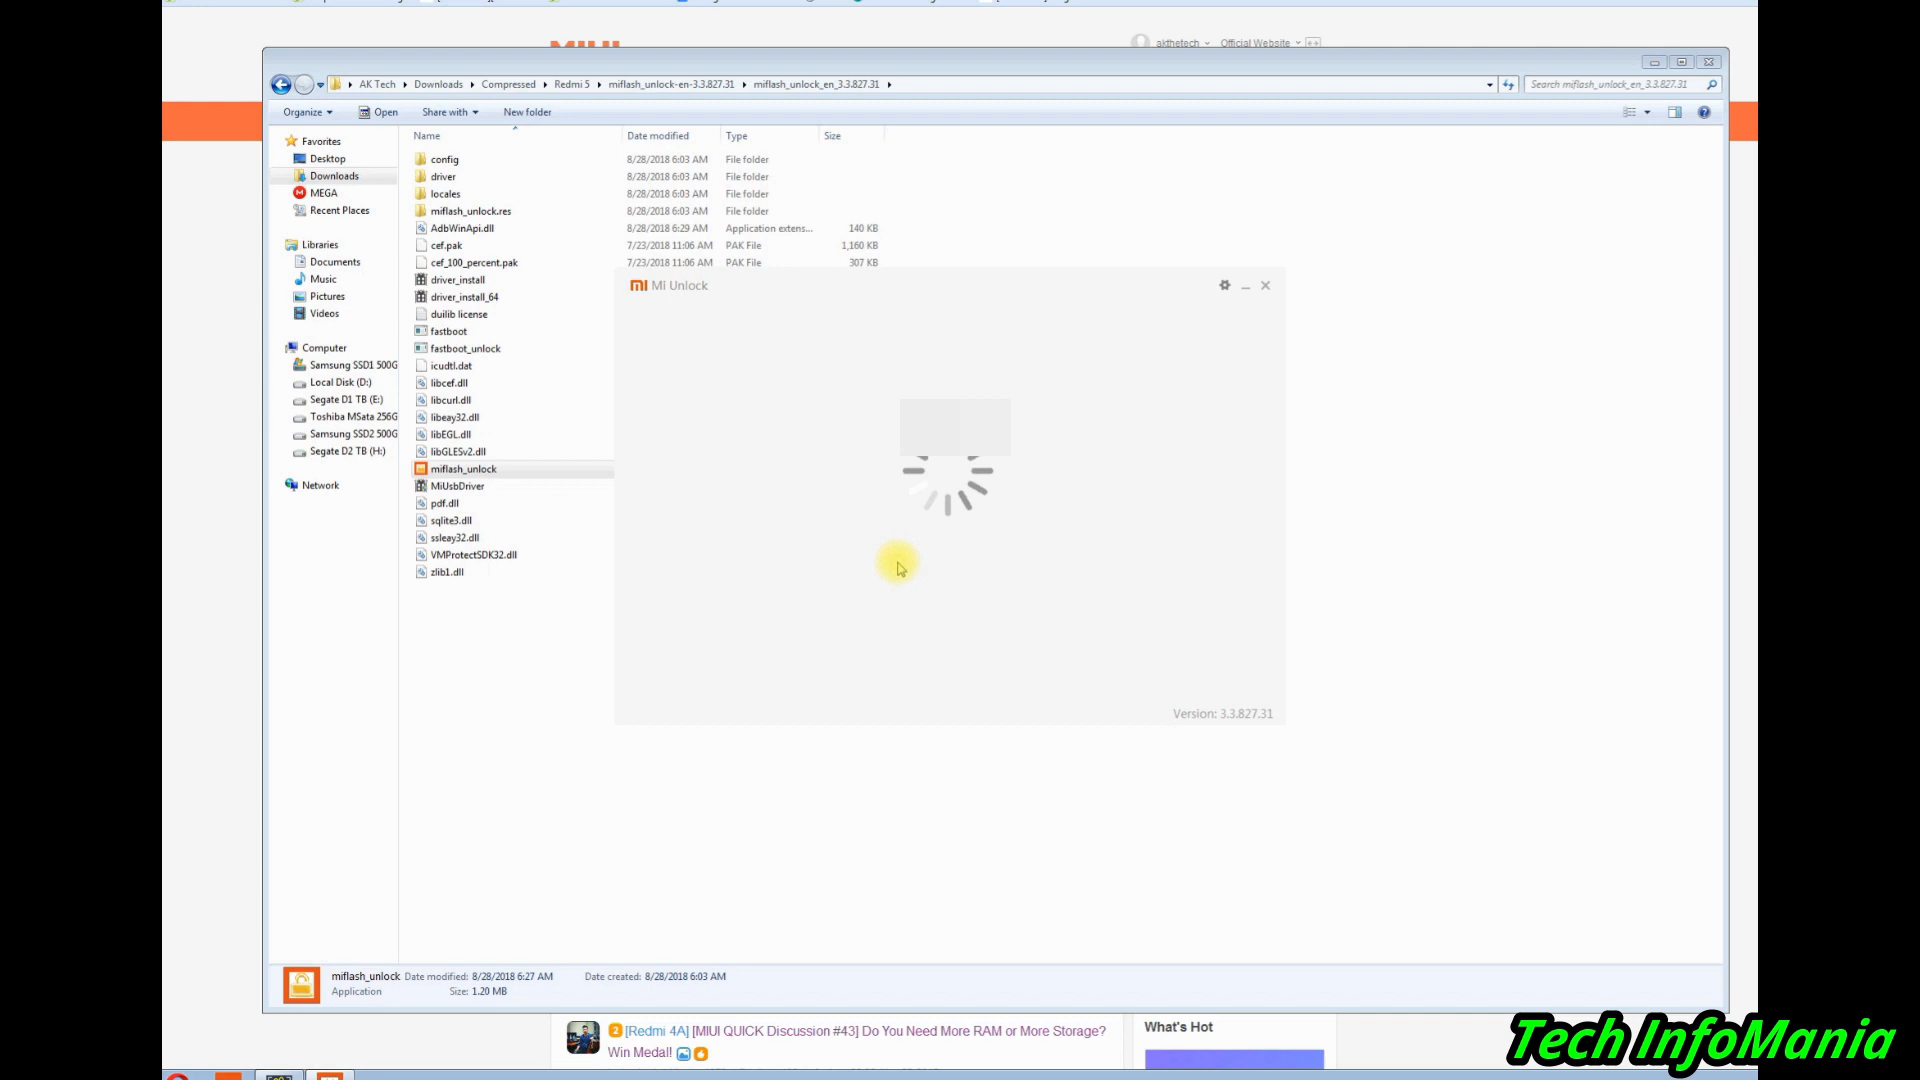 akthetech Official Website
AK Tech Downloads Compressed Redmi 5 miflash_unlock-en-3.3.827.31 miflash_unlock_en_3.3.827.31
Search miflash_unlock_en_3.3.827.31
Organize Open Share with New folder
Name Date modified Type Size
Favorites
Desktop
Downloads
MEGA
Recent Places
Libraries
Documents
Music
Pictures
Videos
Computer
Samsung SSD1 500G
Local Disk (D:)
Segate D1 TB (E:)
Toshiba MSata 256G
Samsung SSD2 500G
Segate D2 TB (H:)
Network
config 8/28/2018 6:03 AM File folder
driver 8/28/2018 6:03 AM File folder
locales 8/28/2018 6:03 AM File folder
miflash_unlock.res 8/28/2018 6:03 AM File folder
AdbWinApi.dll 8/28/2018 6:29 AM Application extens... 140 KB
cef.pak 7/23/2018 11:06 AM PAK File 1,160 KB
cef_100_percent.pak 7/23/2018 11:06 AM PAK File 307 KB
driver_install
driver_install_64
duilib license
fastboot
fastboot_unlock
icudtl.dat
libcef.dll
libcurl.dll
libeay32.dll
libEGL.dll
libGLESv2.dll
miflash_unlock
MiUsbDriver
pdf.dll
sqlite3.dll
ssleay32.dll
VMProtectSDK32.dll
zlib1.dll
Mi Unlock
Version: 3.3.827.31
miflash_unlock Date modified: 8/28/2018 6:27 AM Date created: 8/28/2018 6:03 AM
Application Size: 1.20 MB
2 [Redmi 4A] [MIUI QUICK Discussion #43] Do You Need More RAM or More Storage?
Win Medal!
What's Hot
Tech InfoMania